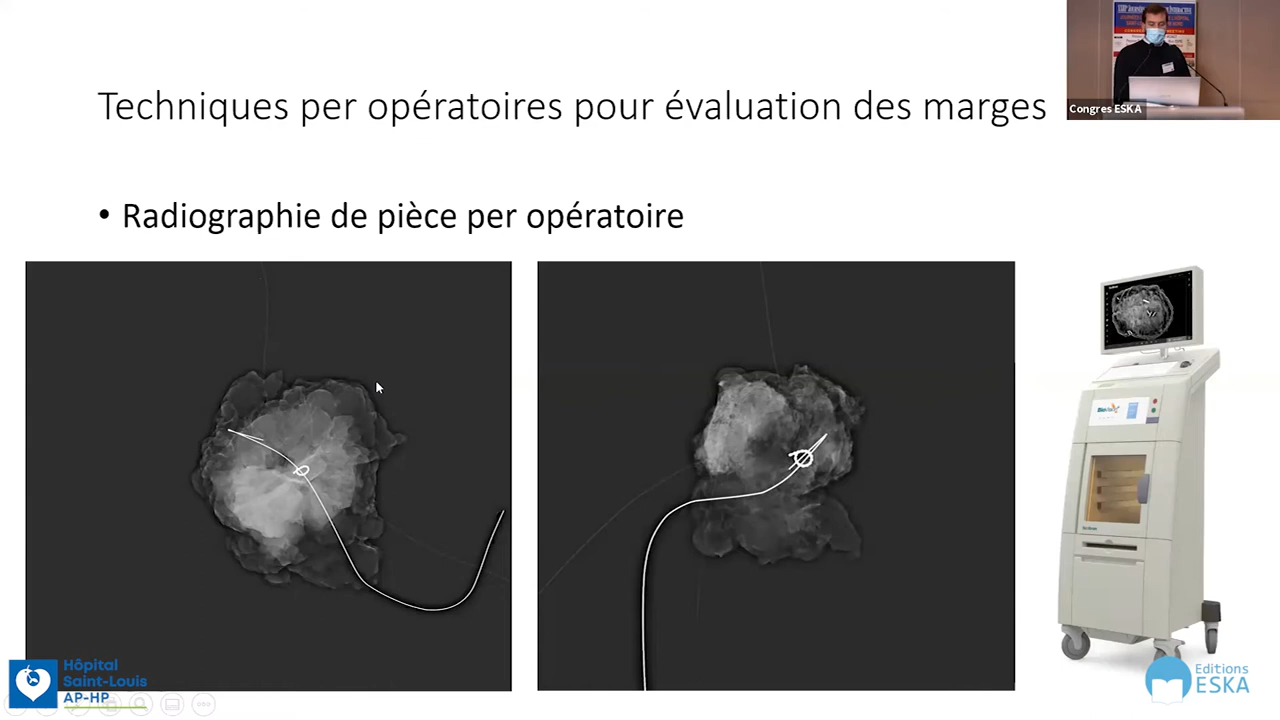 Techniques per opératoires pour évaluation des marges
Congres ESKA
• Radiographie de pièce per opératoire
Hôpital
Saint-Louis
AP-HP
Editions
ESKA